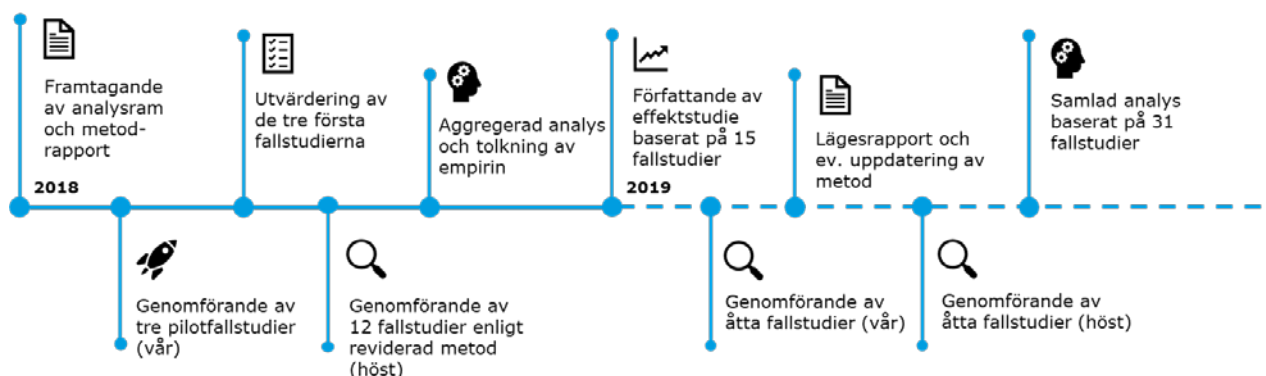 Framtagande
av analysram
och metod-
rapport
2018
Genomförande av
tre pilotfallstudier
(vår)
Utvärdering av
de tre första
fallstudierna
Genomförande av
12 fallstudier enligt
reviderad metod
(höst)
Aggregerad analys
och tolkning av
empirin
Författande av
effektstudie
baserat på 15
fallstudier
2019
Genomförande av
åtta fallstudier (vår)
Lägesrapport och
ev. uppdatering av
metod
Genomförande av
åtta fallstudier (höst)
Samlad analys
baserat på 31
fallstudier